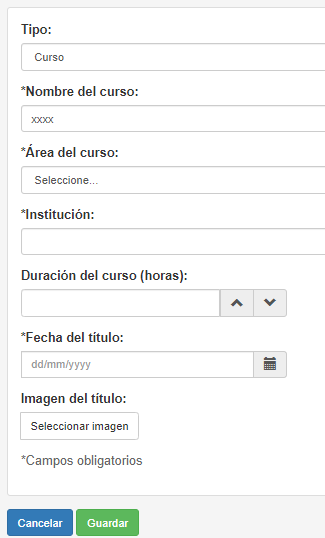 Tipo:
Curso
*Nombre del curso:
xxxx
*Área del curso:
Seleccione...
*Institución:
Duración del curso (horas):
*Fecha del título:
dd/mm/yyyy
Imagen del título:
Seleccionar imagen
*Campos obligatorios
Cancelar Guardar